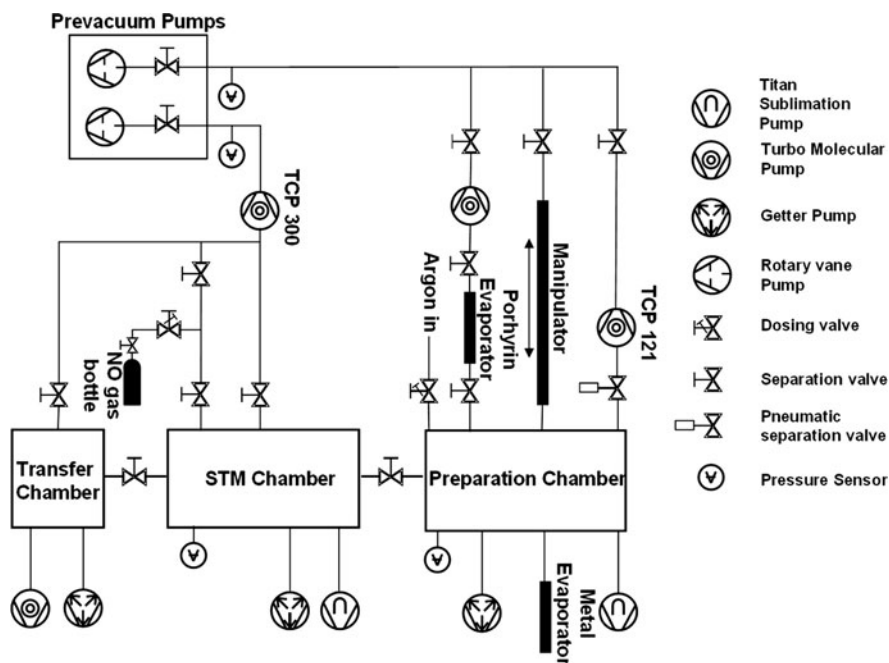 Prevacuum Pumps
TCP 300
Argon in
Porhyrin
Evaporator
Manipulator
TCP 121
NO gas
bottle
Transfer
Chamber
STM Chamber
Preparation Chamber
Metal
Evaporator
Titan
Sublimation
Pump
Turbo Molecular
Pump
Getter Pump
Rotary vane
Pump
Dosing valve
Separation valve
Pneumatic
separation valve
Pressure Sensor